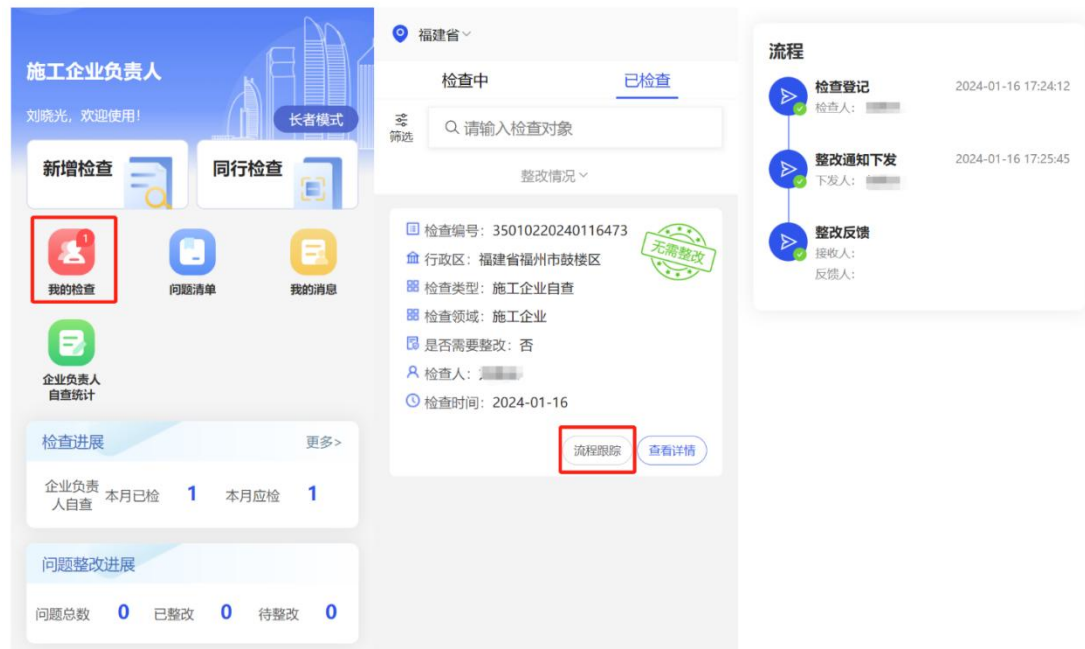 施工企业负责人
刘晓光，欢迎使用!
长者模式
新增检查
同行检查
1
我的检查
问题清单
我的消息
企业负责人
自查统计
检查进展
更多>
企业负责
人自查
本月已检 1 本月应检 1
问题整改进展
问题总数 0 已整改 0 待整改 0
福建省
检查中
已检查
筛选
请输入检查对象
整改情况
检查编号：35010220240116473
无需整改
行政区：福建省福州市鼓楼区
检查类型：施工企业自查
检查领域：施工企业
是否需要整改：否
检查人：
检查时间：2024-01-16
流程跟踪
查看详情
流程
检查登记 2024-01-16 17:24:12
检查人：
整改通知下发 2024-01-16 17:25:45
下发人：
整改反馈
接收人：
反馈人：